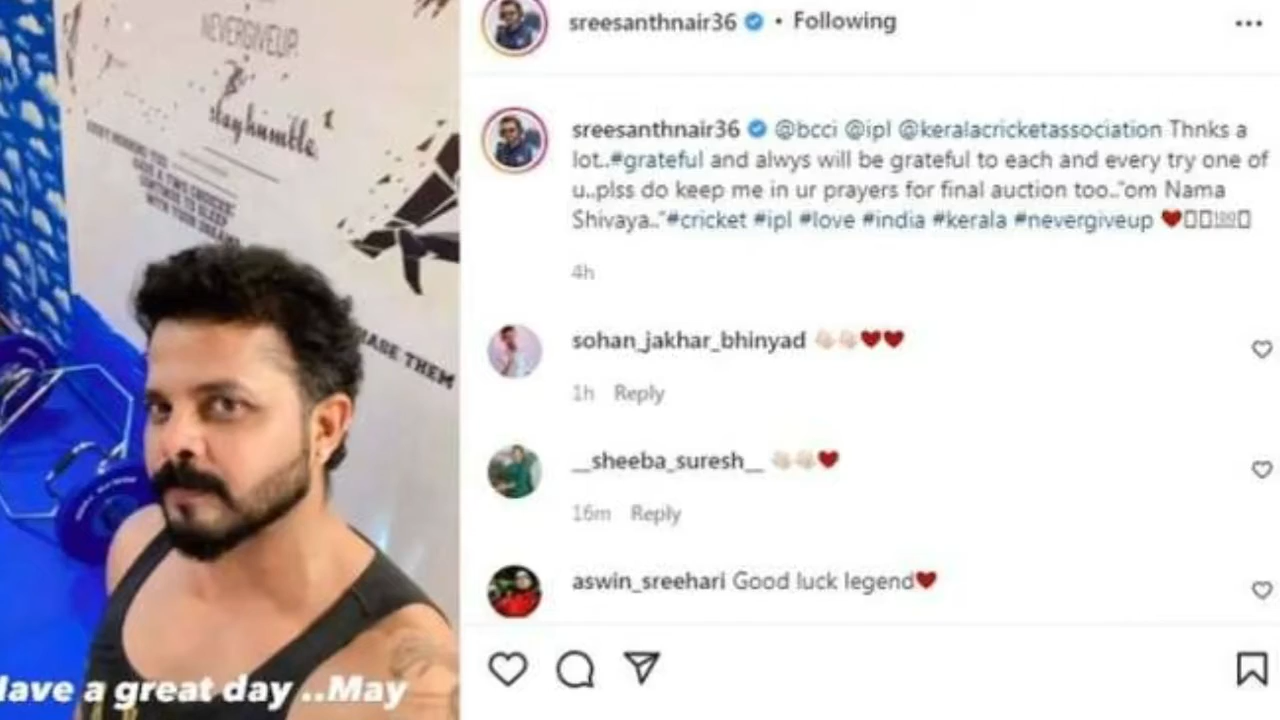 NEVERGIVEUP.
stay humble.
CHASE THEM
Have a great day ..May
sreesanthnair36 • Following
sreesanthnair36 @bcci @ipl @keralacricketassociation Thnks a
lot..#grateful and alwys will be grateful to each and every try one of
u..plss do keep me in ur prayers for final auction too.."om Nama
Shivaya.."#cricket #ipl #love #india #kerala #nevergiveup ❤️
4h
sohan_jakhar_bhinyad 👏🏻👏🏻❤️❤️
1h Reply
__sheeba_suresh__ 👏🏻👏🏻❤️
16m Reply
aswin_sreehari Good luck legend❤️